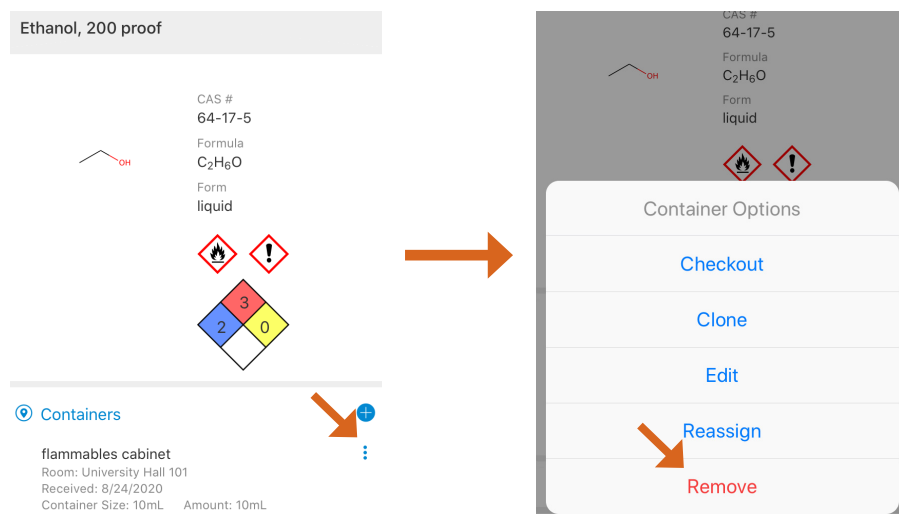 Ethanol, 200 proof
CAS #
64-17-5
Formula
C₂H₆O
OH
Form
liquid
3
2 0
Containers
flammables cabinet
Room: University Hall 101
Received: 8/24/2020
Container Size: 10mL Amount: 10mL
CAS #
64-17-5
Formula
C₂H₆O
OH
Form
liquid
Container Options
Checkout
Clone
Edit
Reassign
Remove